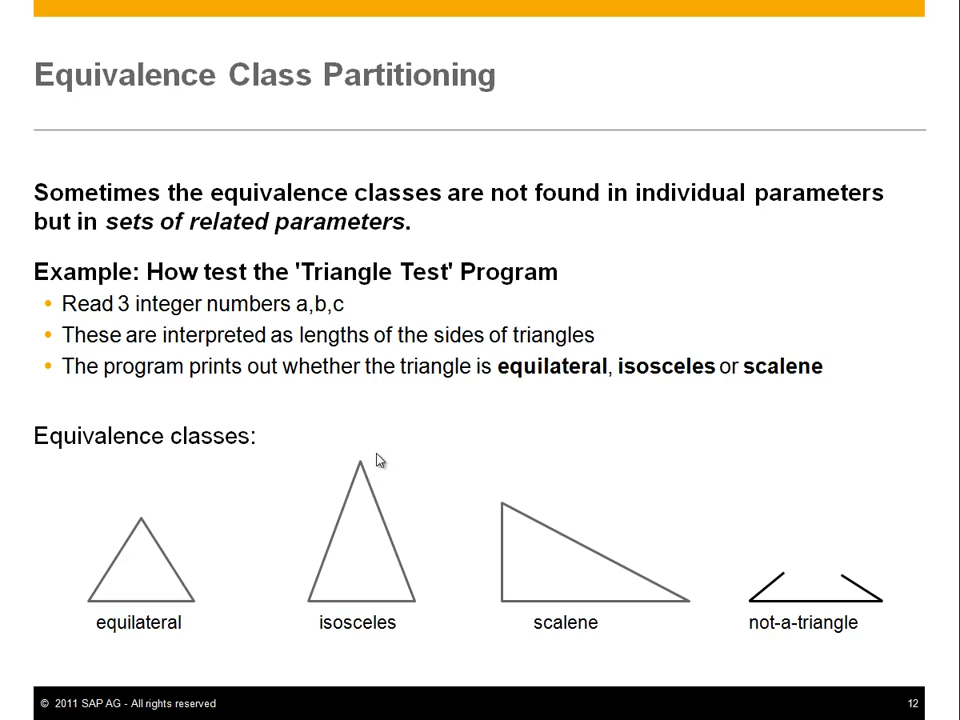 Equivalence Class Partitioning
Sometimes the equivalence classes are not found in individual parameters
but in sets of related parameters.
Example: How test the 'Triangle Test' Program
• Read 3 integer numbers a,b,c
• These are interpreted as lengths of the sides of triangles
• The program prints out whether the triangle is equilateral, isosceles or scalene
Equivalence classes:
equilateral
isosceles
scalene
not-a-triangle
© 2011 SAP AG - All rights reserved
12